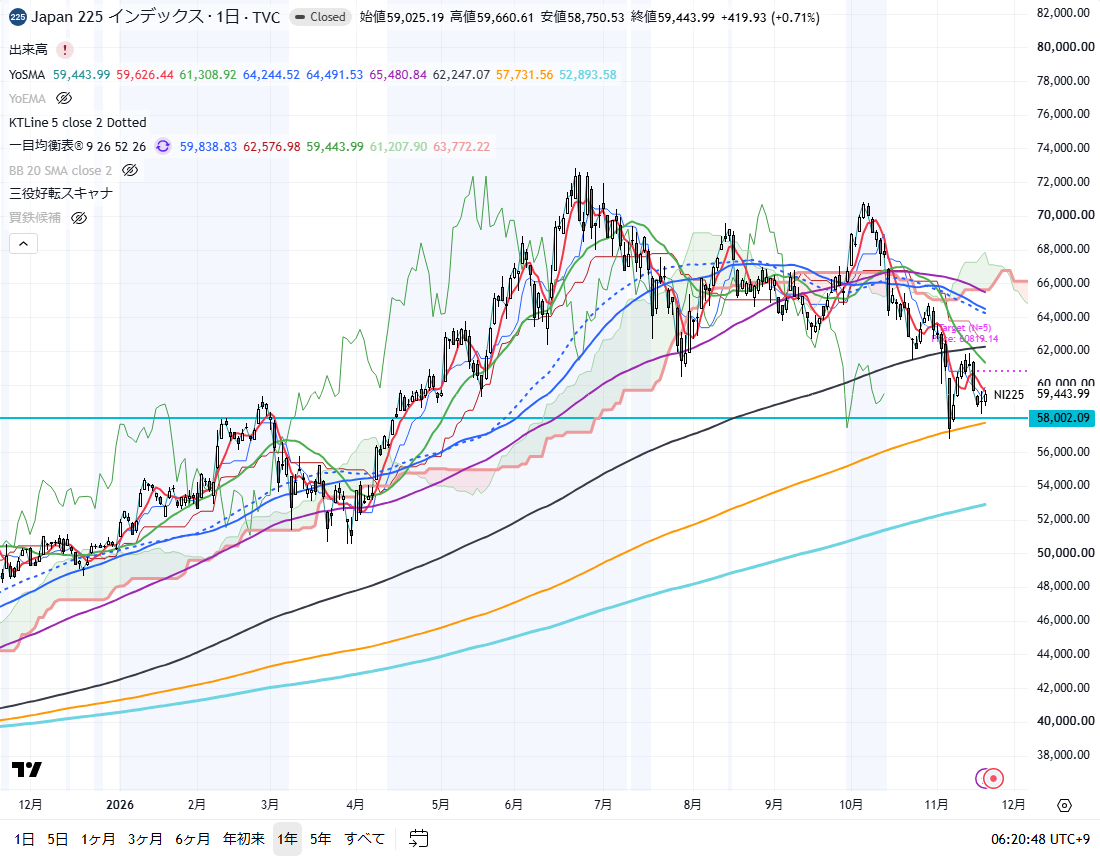 225 Japan 225 インデックス · 1日 · TVC Closed 始値59,025.19 高値59,660.61 安値58,750.53 終値59,443.99 +419.93 (+0.71%)
出来高 !
YoSMA 59,443.99 59,626.44 61,308.92 64,244.52 64,491.53 65,480.84 62,247.07 57,731.56 52,893.58
YoEMA
KTLine 5 close 2 Dotted
一目均衡表® 9 26 52 26 59,838.83 62,576.98 59,443.99 61,207.90 63,772.22
BB 20 SMA close 2
三役好転スキャナ
買鉄候補
82,000.00
80,000.00
78,000.00
76,000.00
74,000.00
72,000.00
70,000.00
68,000.00
66,000.00
64,000.00
62,000.00
60,000.00
59,443.99
58,002.09
56,000.00
54,000.00
52,000.00
50,000.00
48,000.00
46,000.00
44,000.00
42,000.00
40,000.00
38,000.00
Target (N=5)
60819.14
NI225
12月 2026 2月 3月 4月 5月 6月 7月 8月 9月 10月 11月 12月
1日 5日 1ヶ月 3ヶ月 6ヶ月 年初来 1年 5年 すべて 06:20:48 UTC+9